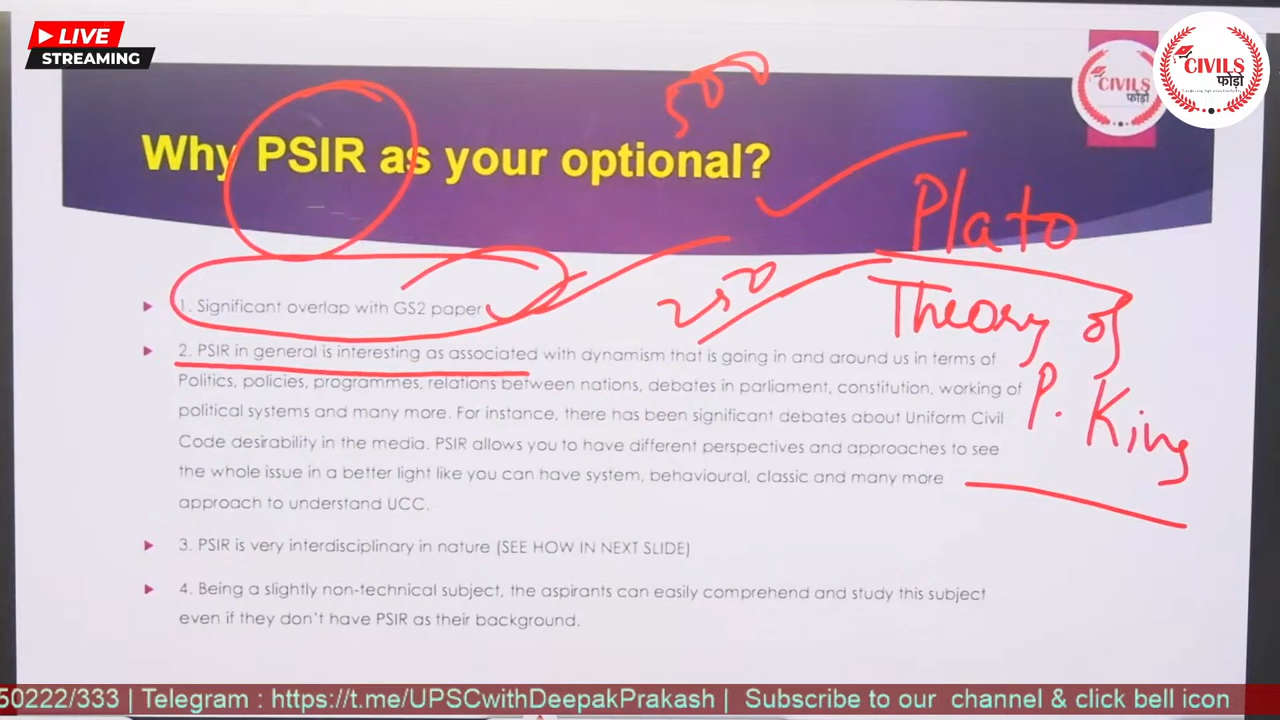 LIVE
STREAMING
CIVILS
फोड़ो
CIVILS
फोड़ो
500
Why PSIR as your optional?
Plato
250
Theory of
P. King
1. Significant overlap with GS2 paper
2. PSIR in general is interesting as associated with dynamism that is going in and around us in terms of
Politics, policies, programmes, relations between nations, debates in parliament, constitution, working of
political systems and many more. For instance, there has been significant debates about Uniform Civil
Code desirability in the media. PSIR allows you to have different perspectives and approaches to see
the whole issue in a better light like you can have system, behavioural, classic and many more
approach to understand UCC.
3. PSIR is very interdisciplinary in nature (SEE HOW IN NEXT SLIDE)
4. Being a slightly non-technical subject, the aspirants can easily comprehend and study this subject
even if they don't have PSIR as their background.
50222/333 | Telegram : https://t.me/UPSCwithDeepakPrakash | Subscribe to our channel & click bell icon